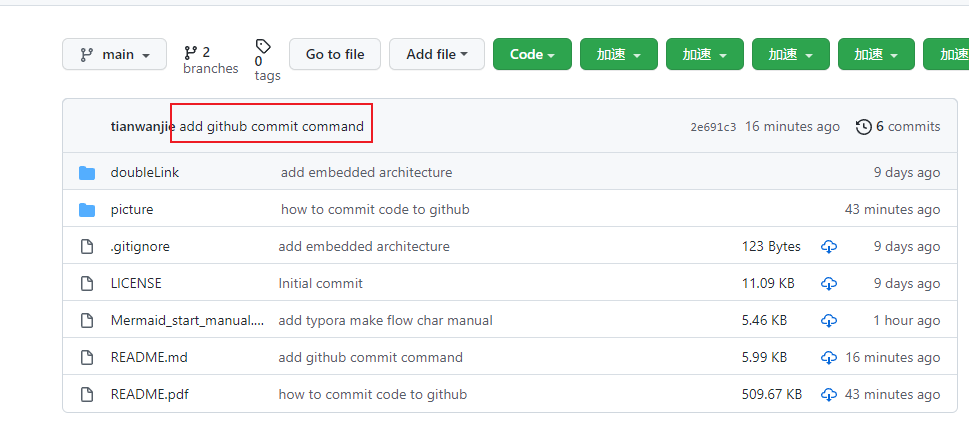 main 2 branches 0 tags Go to file Add file Code 加速 加速 加速 加速 加速
tianwanjie add github commit command 2e691c3 16 minutes ago 6 commits
doubleLink add embedded architecture 9 days ago
picture how to commit code to github 43 minutes ago
.gitignore add embedded architecture 123 Bytes 9 days ago
LICENSE Initial commit 11.09 KB 9 days ago
Mermaid_start_manual.... add typora make flow char manual 5.46 KB 1 hour ago
README.md add github commit command 5.99 KB 16 minutes ago
README.pdf how to commit code to github 509.67 KB 43 minutes ago